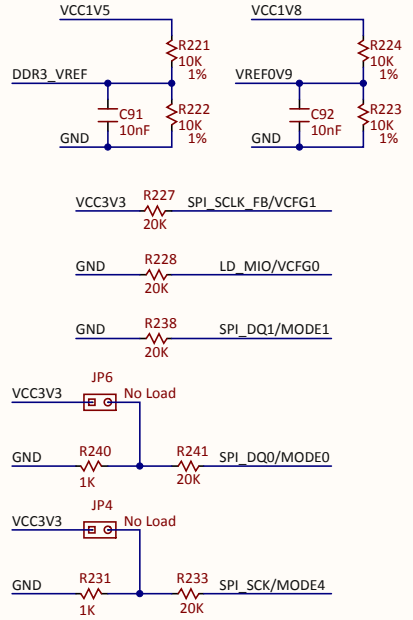 VCC1V5
VCC1V8
R221
10K
1%
R224
10K
1%
DDR3_VREF
VREF0V9
C91
10nF
R222
10K
1%
C92
10nF
R223
10K
1%
GND
GND
R227
VCC3V3
SPI_SCLK_FB/VCFG1
20K
R228
GND
LD_MIO/VCFG0
20K
R238
GND
SPI_DQ1/MODE1
20K
JP6
VCC3V3
No Load
GND
R240
R241
SPI_DQ0/MODE0
1K
20K
JP4
VCC3V3
No Load
GND
R231
R233
SPI_SCK/MODE4
1K
20K